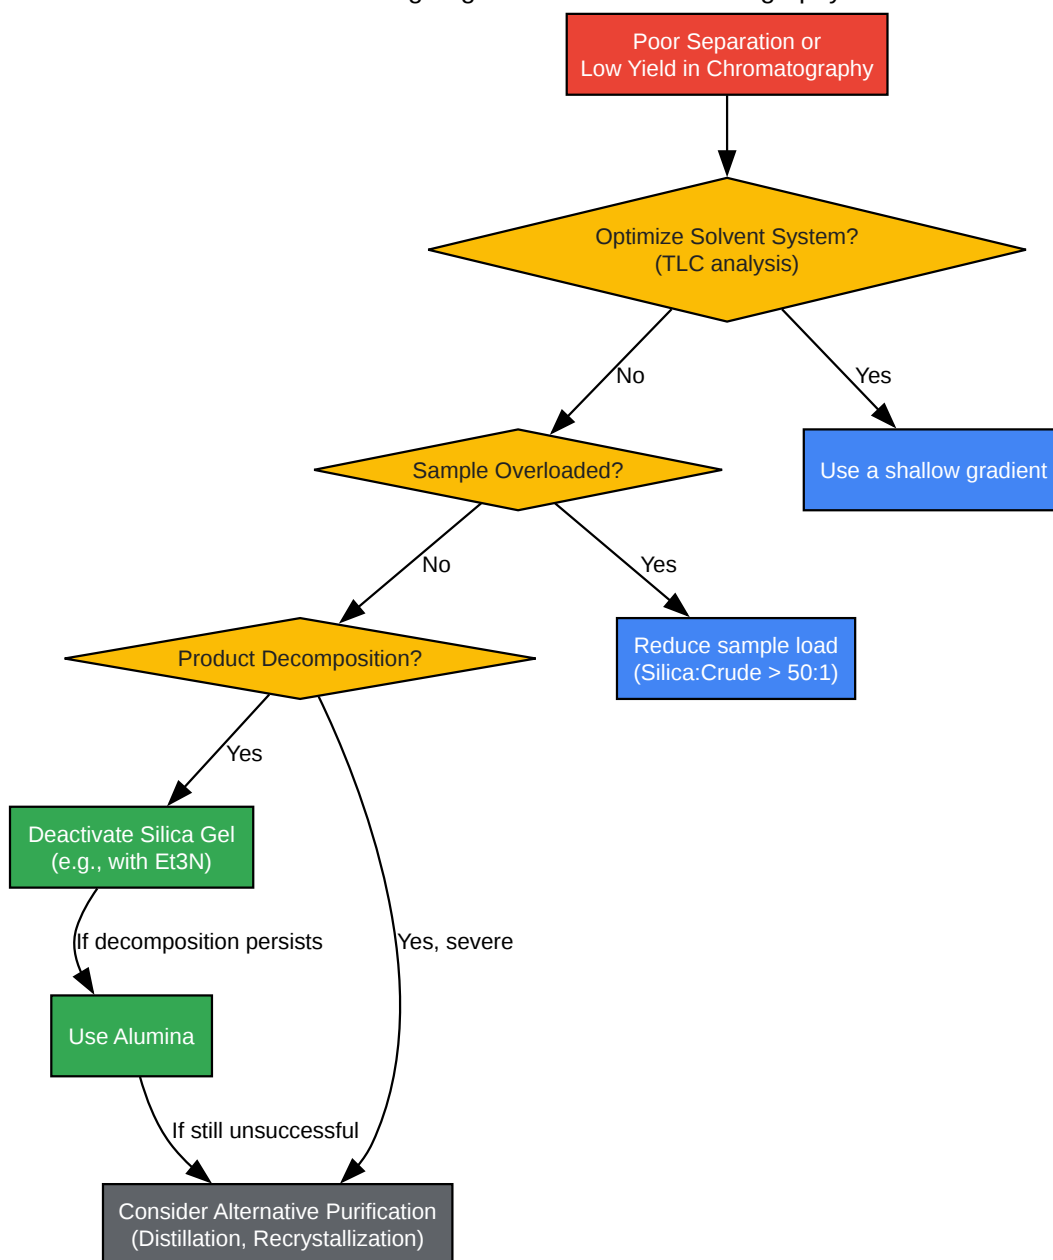 Poor Separation or
Low Yield in Chromatography
Optimize Solvent System?
(TLC analysis)
No
Yes
Sample Overloaded?
Use a shallow gradient
No
Yes
Product Decomposition?
Reduce sample load
(Silica:Crude > 50:1)
Yes
Deactivate Silica Gel
(e.g., with Et3N)
If decomposition persists
Yes, severe
Use Alumina
If still unsuccessful
Consider Alternative Purification
(Distillation, Recrystallization)